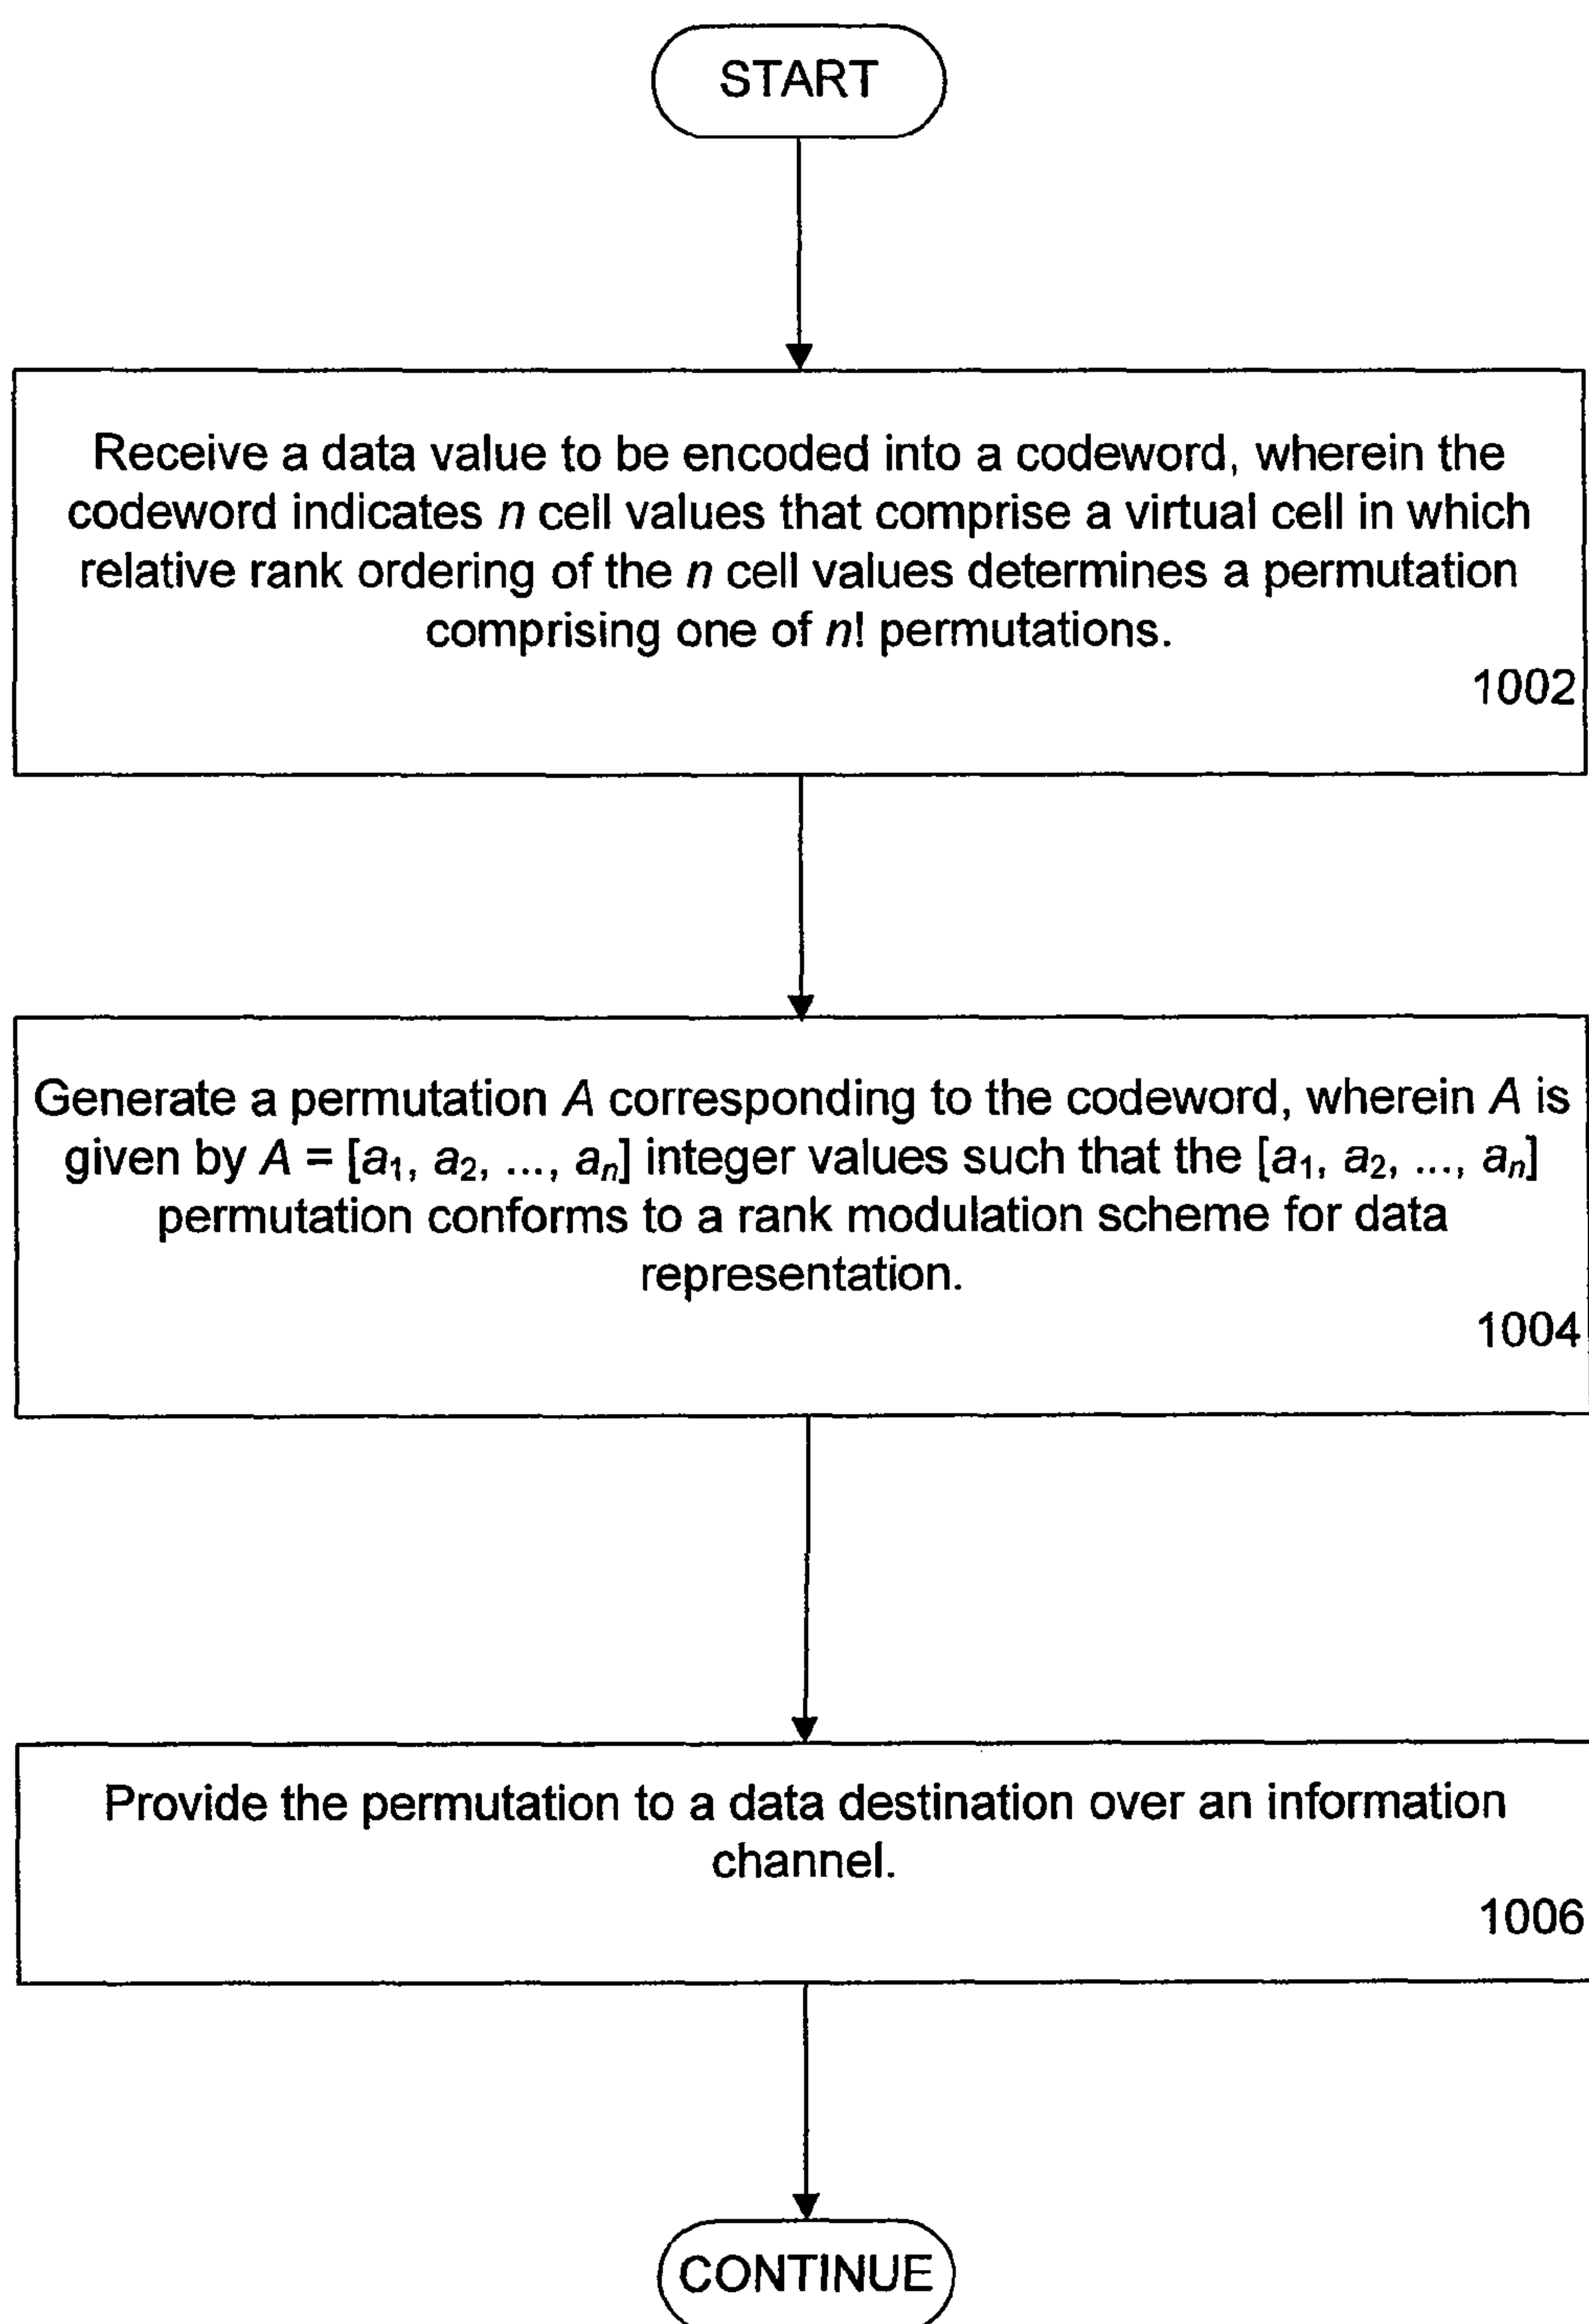 START
Receive a data value to be encoded into a codeword, wherein the
codeword indicates n cell values that comprise a virtual cell in which
relative rank ordering of the n cell values determines a permutation
comprising one of n! permutations.
1002
Generate a permutation A corresponding to the codeword, wherein A is
given by A = [a₁, a₂, ..., aₙ] integer values such that the [a₁, a₂, ..., aₙ]
permutation conforms to a rank modulation scheme for data
representation.
1004
Provide the permutation to a data destination over an information
channel.
1006
CONTINUE